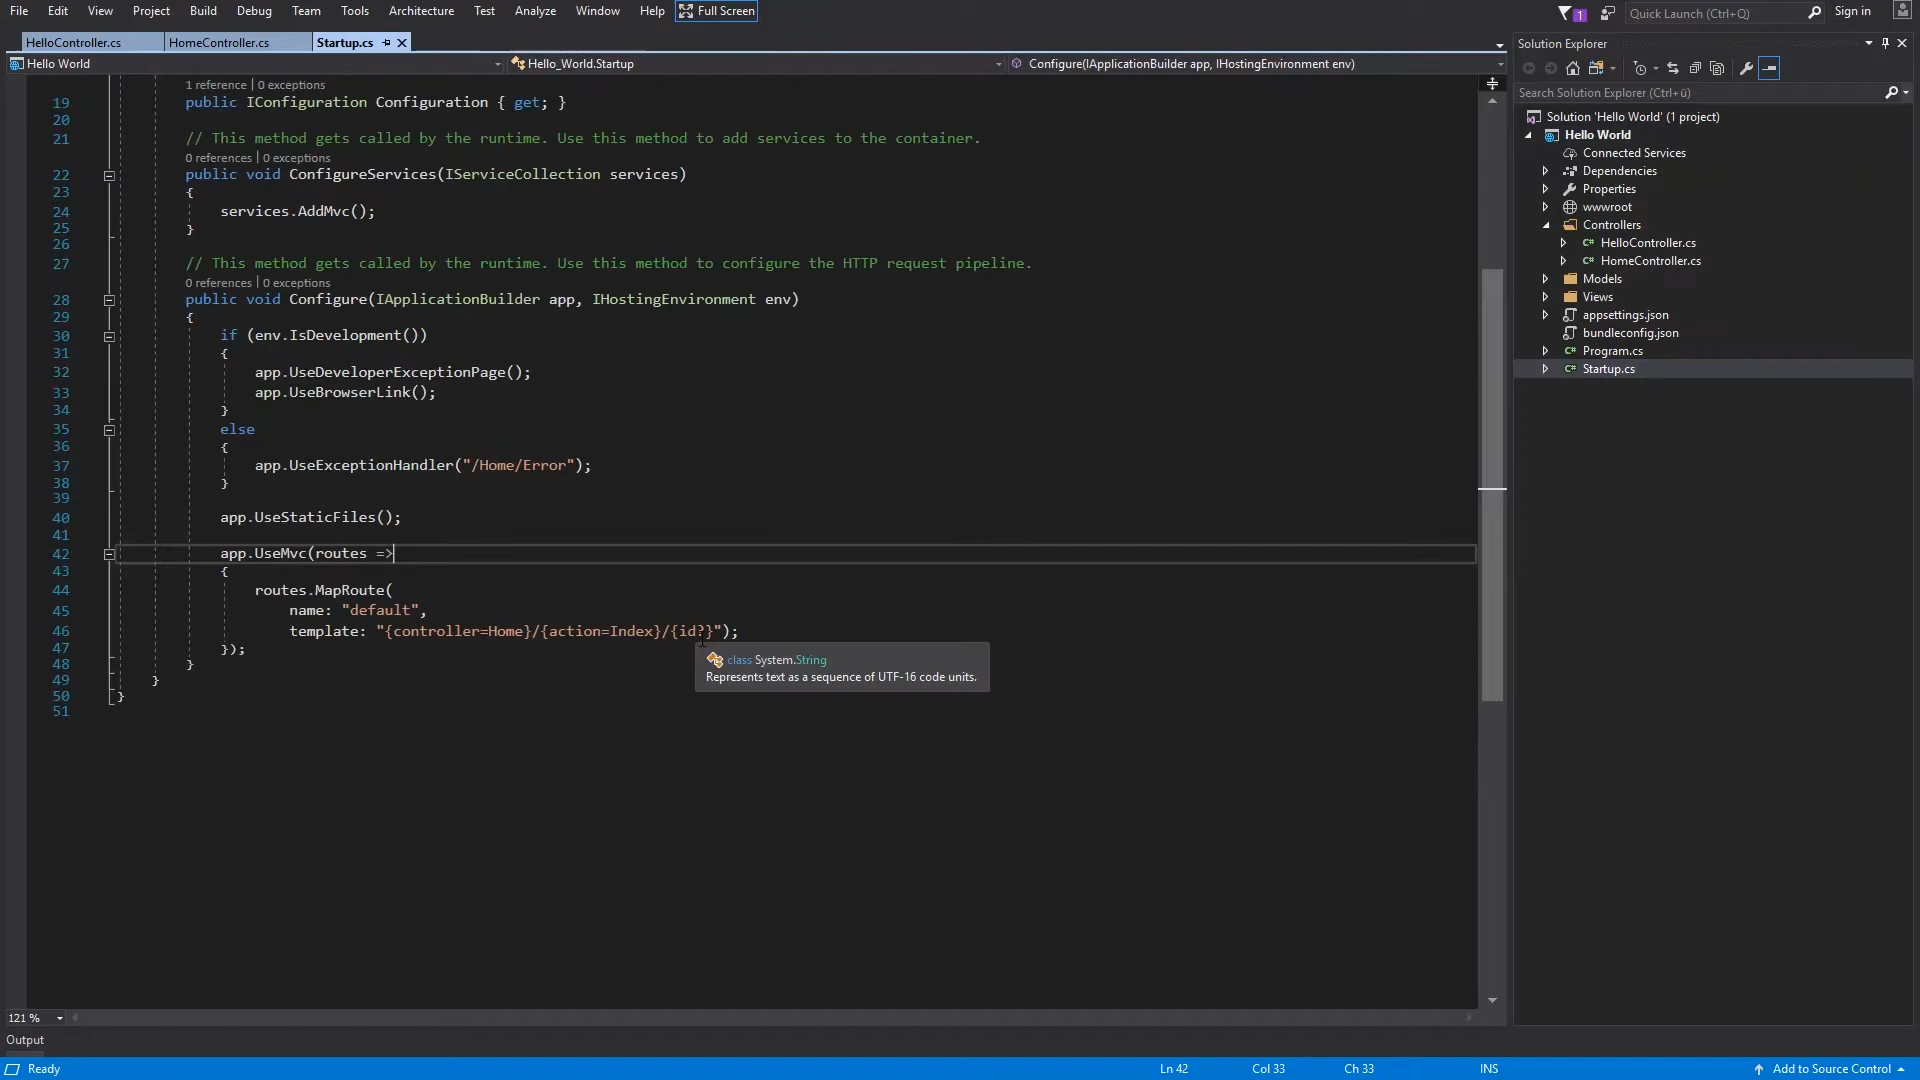 File Edit View Project Build Debug Team Tools Architecture Test Analyze Window Help Full Screen 1 Quick Launch (Ctrl+Q) Sign in
HelloController.cs HomeController.cs Startup.cs
Hello World Hello_World.Startup Configure(IApplicationBuilder app, IHostingEnvironment env)
1 reference | 0 exceptions
19 public IConfiguration Configuration { get; }
20
21 // This method gets called by the runtime. Use this method to add services to the container.
0 references | 0 exceptions
22 public void ConfigureServices(IServiceCollection services)
23 {
24 services.AddMvc();
25 }
26
27 // This method gets called by the runtime. Use this method to configure the HTTP request pipeline.
0 references | 0 exceptions
28 public void Configure(IApplicationBuilder app, IHostingEnvironment env)
29 {
30 if (env.IsDevelopment())
31 {
32 app.UseDeveloperExceptionPage();
33 app.UseBrowserLink();
34 }
35 else
36 {
37 app.UseExceptionHandler("/Home/Error");
38 }
39
40 app.UseStaticFiles();
41
42 app.UseMvc(routes =>
43 {
44 routes.MapRoute(
45 name: "default",
46 template: "{controller=Home}/{action=Index}/{id?}");
47 });
48 }
49 }
50 }
51
class System.String
Represents text as a sequence of UTF-16 code units.
121 %
Output
Solution Explorer
Search Solution Explorer (Ctrl+ü)
Solution 'Hello World' (1 project)
Hello World
Connected Services
Dependencies
Properties
wwwroot
Controllers
C# HelloController.cs
C# HomeController.cs
Models
Views
appsettings.json
bundleconfig.json
C# Program.cs
C# Startup.cs
Ready Ln 42 Col 33 Ch 33 INS Add to Source Control